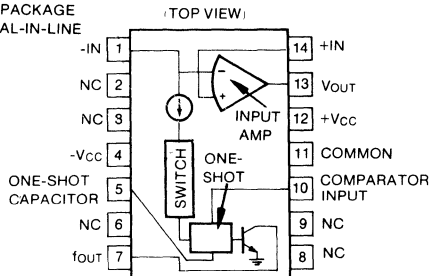 PACKAGE
AL-IN-LINE
(TOP VIEW)
-IN 1
NC 2
NC 3
-VCC 4
ONE-SHOT
CAPACITOR 5
NC 6
fOUT 7
14 +IN
13 VOUT
12 +VCC
11 COMMON
10 COMPARATOR
INPUT
9 NC
8 NC
-
+
INPUT
AMP
SWITCH
ONE-
SHOT